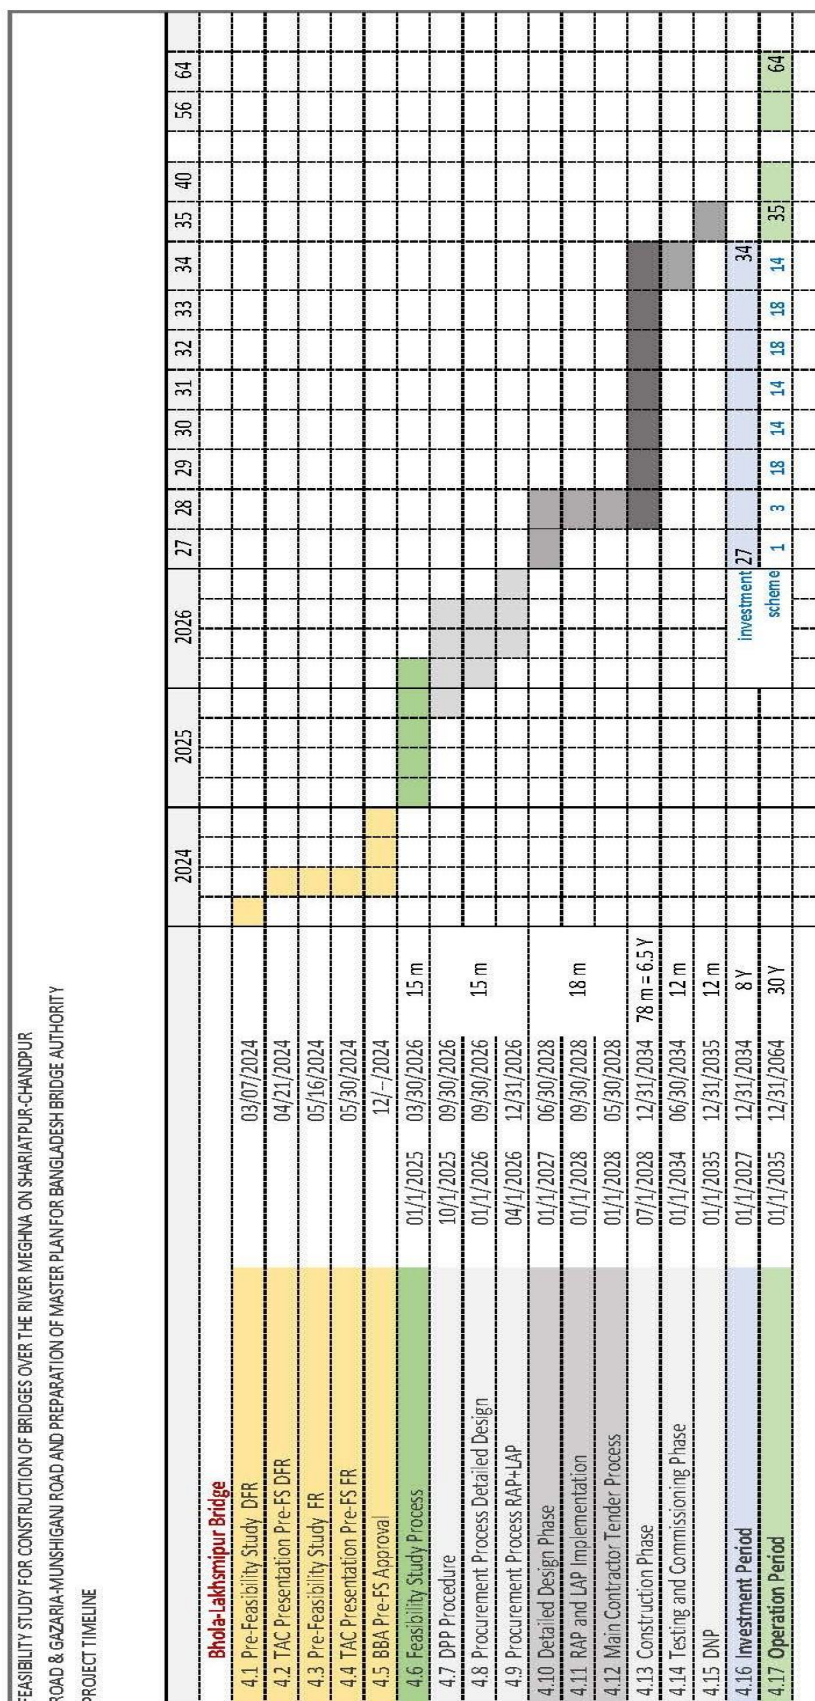 FEASIBILITY STUDY FOR CONSTRUCTION OF BRIDGES OVER THE RIVER MEGHNA ON SHARIATPUR-CHANDPUR
ROAD & GAZARIA-MUNSHIGANJ ROAD AND PREPARATION OF MASTER PLAN FOR BANGLADESH BRIDGE AUTHORITY
PROJECT TIMELINE
2024 2025 2026 27 28 29 30 31 32 33 34 35 40 56 64
Bhola-Lakhsmipur Bridge
4.1 Pre-Feasibility Study DFR 03/07/2024
4.2 TAC Presentation Pre-FS DFR 04/21/2024
4.3 Pre-Feasibility Study FR 05/16/2024
4.4 TAC Presentation Pre-FS FR 05/30/2024
4.5 BBA Pre-FS Approval 12/--/2024
4.6 Feasibility Study Process 01/1/2025 03/30/2026 15 m
4.7 DPP Procedure 10/1/2025 09/30/2026
4.8 Procurement Process Detailed Design 01/1/2026 09/30/2026 15 m
4.9 Procurement Process RAP+LAP 04/1/2026 12/31/2026
4.10 Detailed Design Phase 01/1/2027 06/30/2028
4.11 RAP and LAP Implementation 01/1/2028 09/30/2028 18 m
4.12 Main Contractor Tender Process 01/1/2028 05/30/2028
4.13 Construction Phase 07/1/2028 12/31/2034 78 m = 6.5 Y
4.14 Testing and Commissioning Phase 01/1/2034 06/30/2034 12 m
4.15 DNP 01/1/2035 12/31/2035 12 m
4.16 Investment Period 01/1/2027 12/31/2034 8 Y investment 27 34
4.17 Operation Period 01/1/2035 12/31/2064 30 Y scheme 1 3 18 14 14 18 18 14 35 64